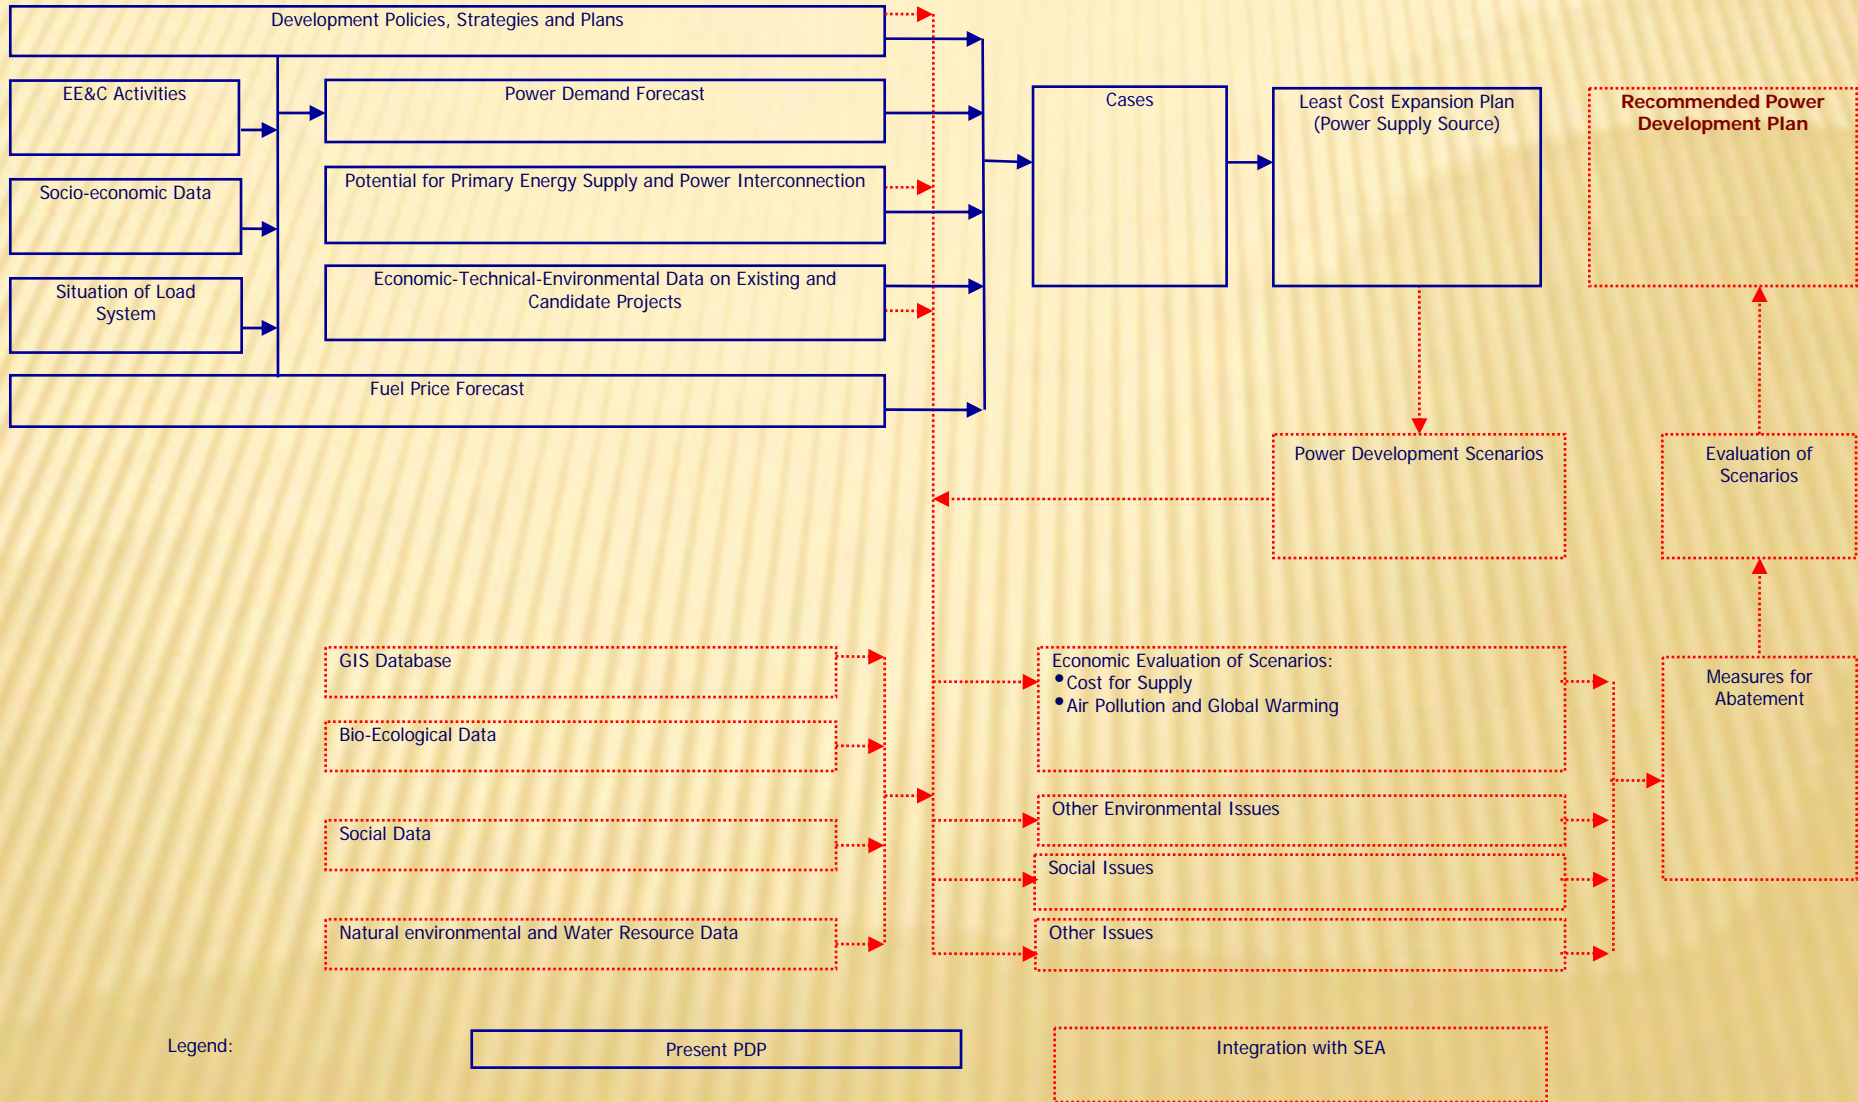 Development Policies, Strategies and Plans
EE&C Activities
Power Demand Forecast
Cases
Least Cost Expansion Plan
(Power Supply Source)
Recommended Power
Development Plan
Socio-economic Data
Potential for Primary Energy Supply and Power Interconnection
Situation of Load
System
Economic-Technical-Environmental Data on Existing and
Candidate Projects
Fuel Price Forecast
Power Development Scenarios
Evaluation of
Scenarios
GIS Database
Economic Evaluation of Scenarios:
•Cost for Supply
•Air Pollution and Global Warming
Measures for
Abatement
Bio-Ecological Data
Other Environmental Issues
Social Data
Social Issues
Natural environmental and Water Resource Data
Other Issues
Legend:
Present PDP
Integration with SEA